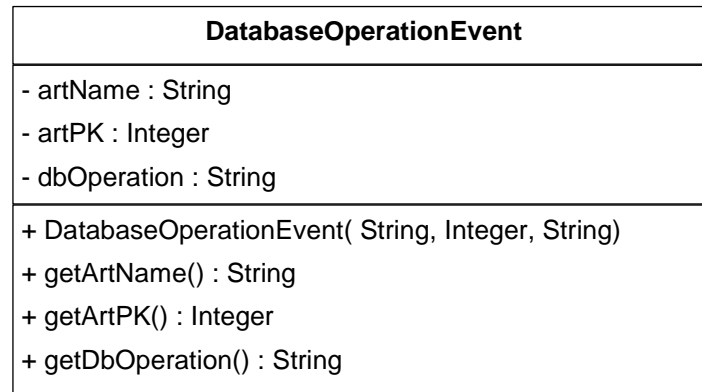 DatabaseOperationEvent
- artName : String
- artPK : Integer
- dbOperation : String
+ DatabaseOperationEvent( String, Integer, String)
+ getArtName() : String
+ getArtPK() : Integer
+ getDbOperation() : String